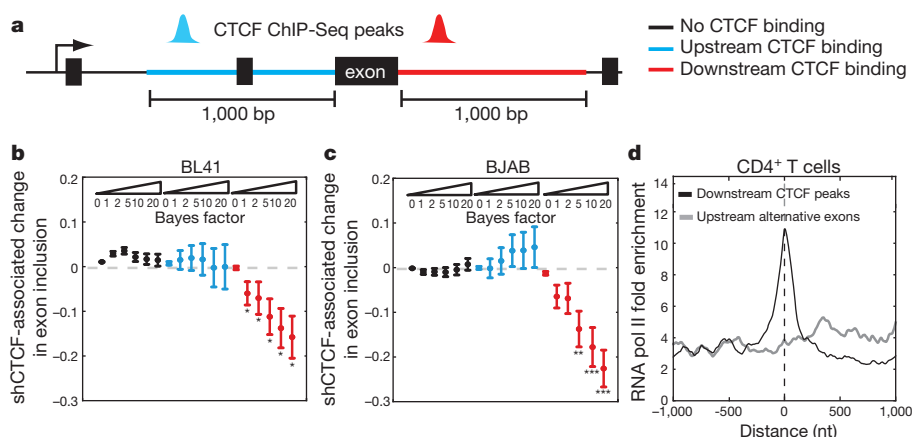 a
CTCF ChIP-Seq peaks
exon
1,000 bp
1,000 bp
No CTCF binding
Upstream CTCF binding
Downstream CTCF binding
b
BL41
shCTCF-associated change
in exon inclusion
0.2
0.1
0
−0.1
−0.2
−0.3
0 1 2 5 10 20 0 1 2 5 10 20 0 1 2 5 10 20
Bayes factor
* * * * *
c
BJAB
shCTCF-associated change
in exon inclusion
0.2
0.1
0
−0.1
−0.2
−0.3
0 1 2 5 10 20 0 1 2 5 10 20 0 1 2 5 10 20
Bayes factor
** *** ***
d
CD4+ T cells
RNA pol II fold enrichment
14
12
10
8
6
4
2
0
Downstream CTCF peaks
Upstream alternative exons
−1,000 -500 0 500 1,000
Distance (nt)